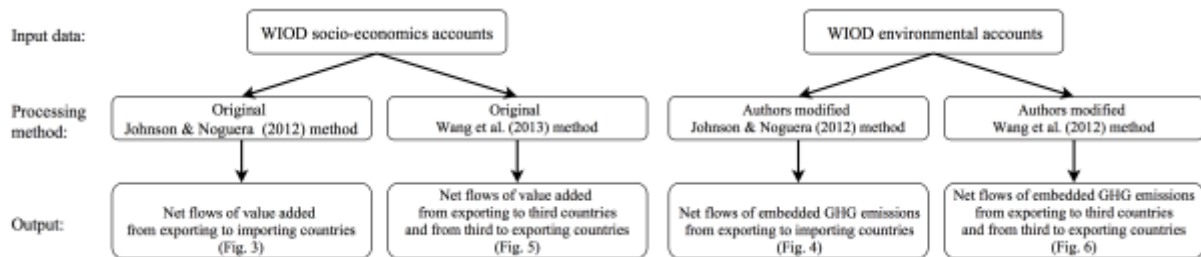 Input data:
WIOD socio-economics accounts
WIOD environmental accounts
Processing
method:
Original
Johnson & Noguera (2012) method
Original
Wang et al. (2013) method
Authors modified
Johnson & Noguera (2012) method
Authors modified
Wang et al. (2012) method
Output:
Net flows of value added
from exporting to importing countries
(Fig. 3)
Net flows of value added
from exporting to third countries
and from third to exporting countries
(Fig. 5)
Net flows of embedded GHG emissions
from exporting to importing countries
(Fig. 4)
Net flows of embedded GHG emissions
from exporting to third countries
and from third to exporting countries
(Fig. 6)